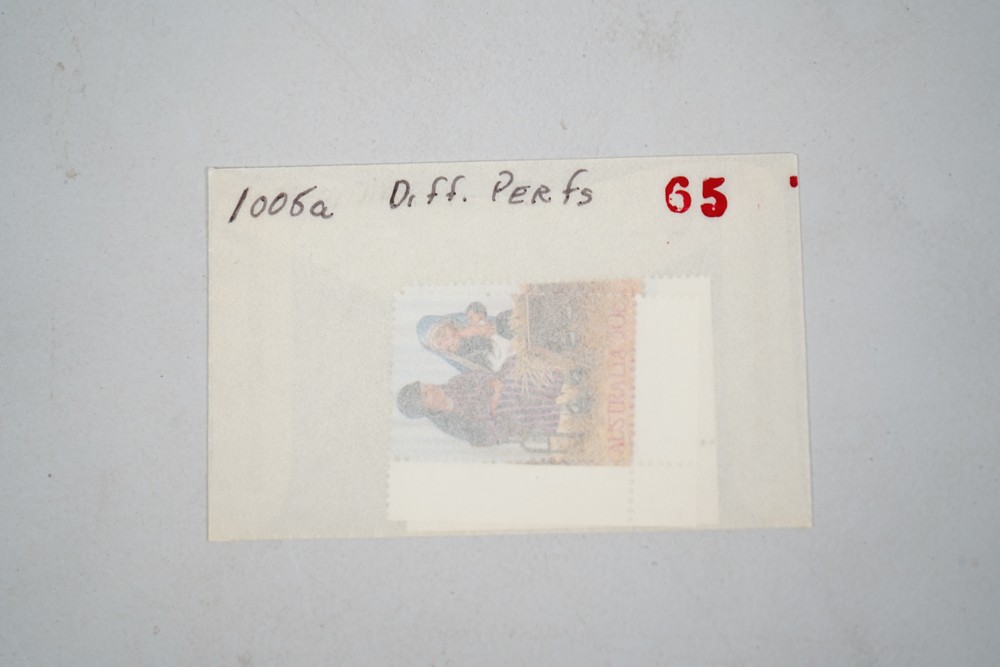 1006a Diff. Perfs 65
AUSTRALIA 30c